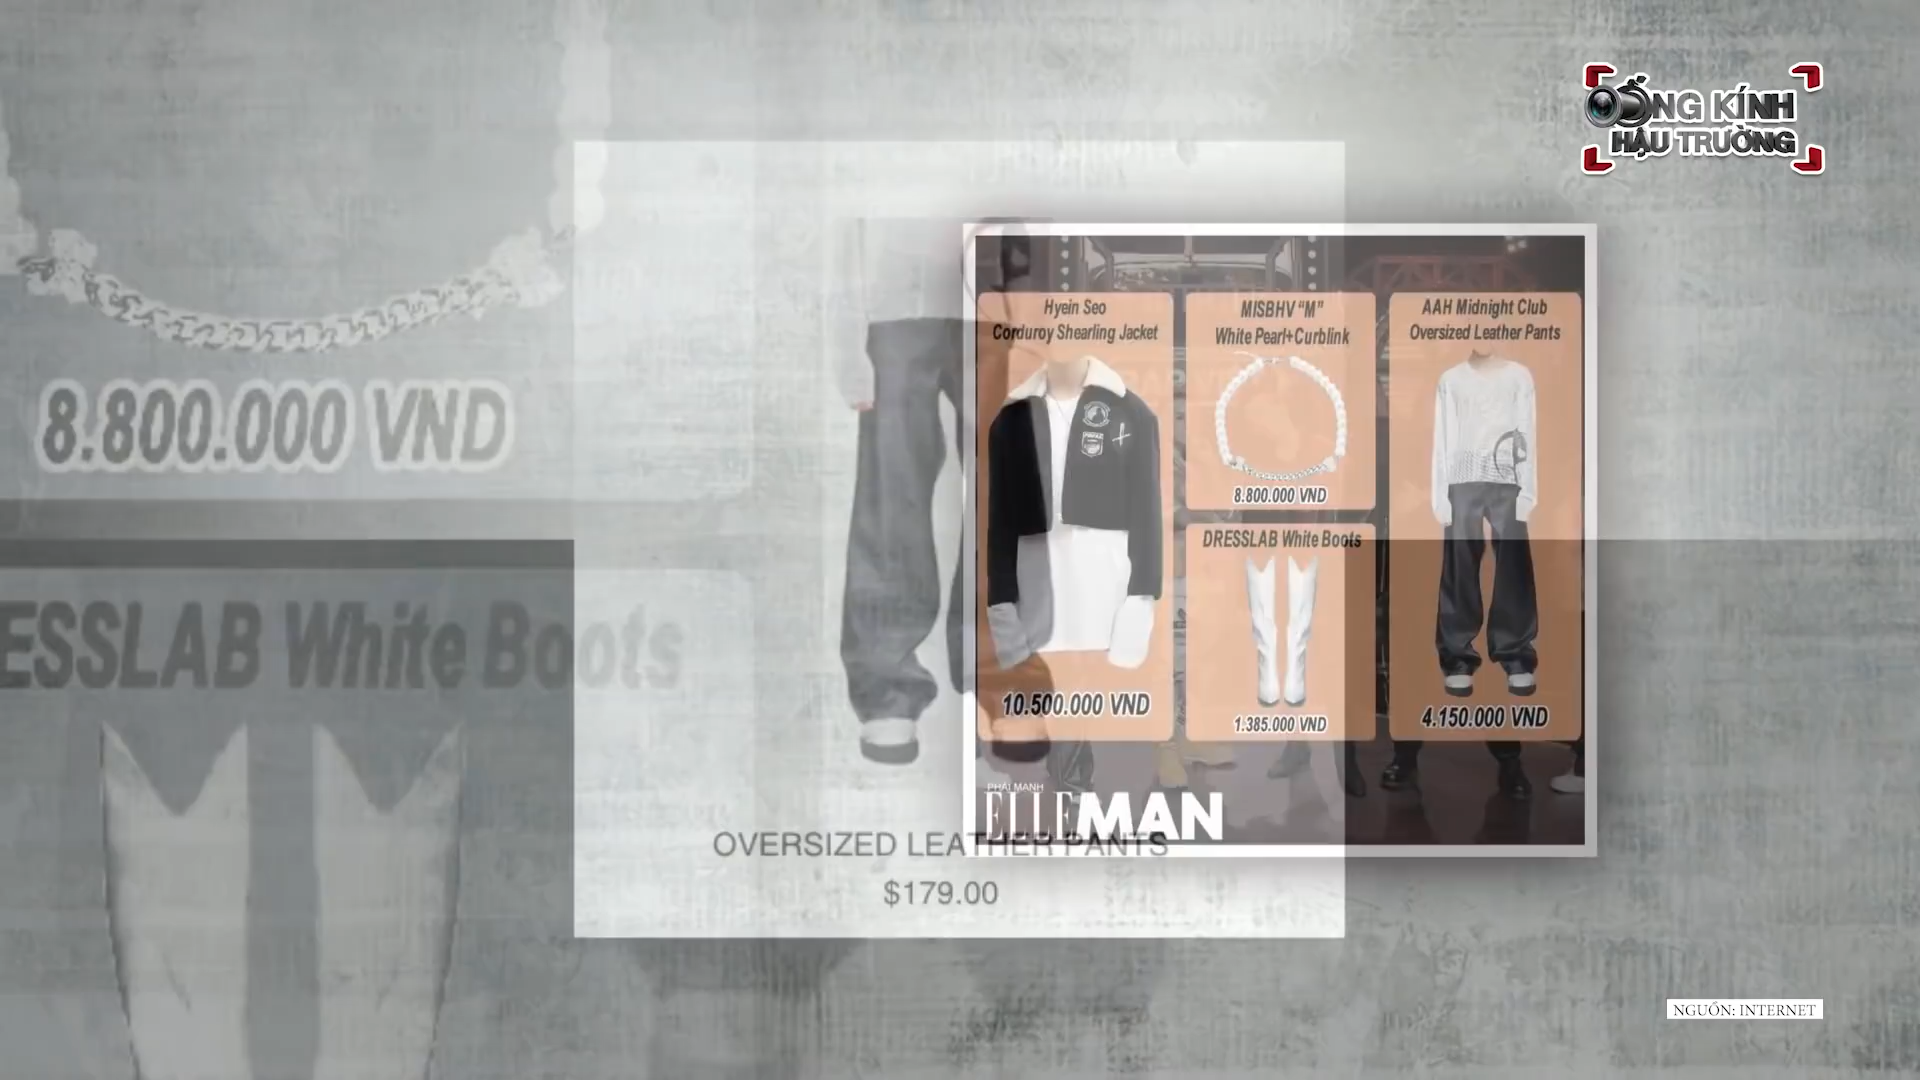 ỐNG KÍNH
HẬU TRƯỜNG
8.800.000 VND
ESSLAB White Boots
OVERSIZED LEATHER PANTS
$179.00
Hyein Seo
Corduroy Shearling Jacket
10.500.000 VND
MISBHV “M”
White Pearl+Curblink
8.800.000 VND
DRESSLAB White Boots
1.385.000 VND
AAH Midnight Club
Oversized Leather Pants
4.150.000 VND
PHÁI MẠNH
ELLE MAN
NGUỒN: INTERNET